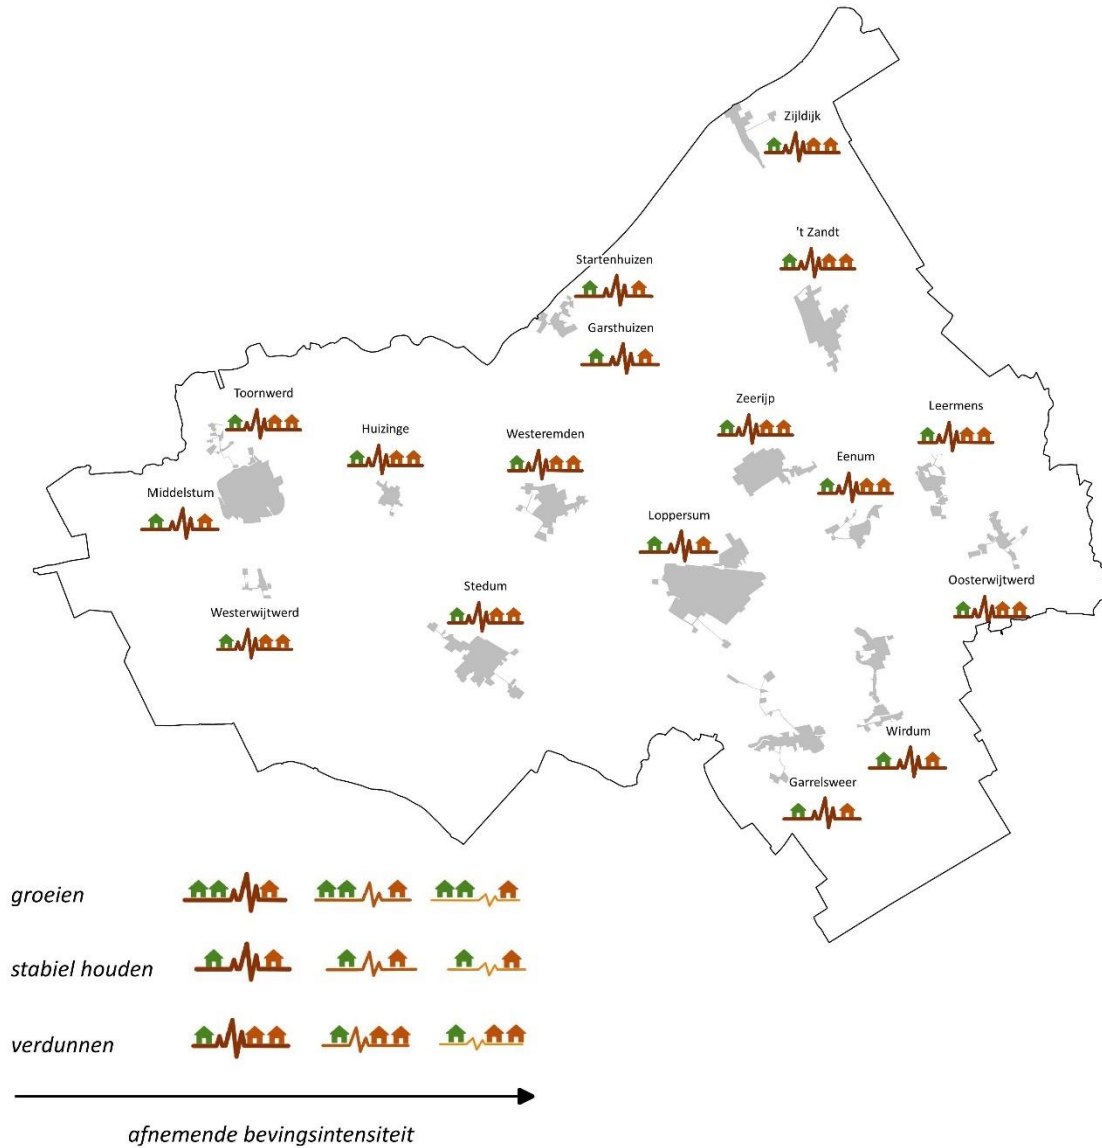 Zijldijk
't Zandt
Startenhuizen
Garsthuizen
Toornwerd
Huizinge
Westeremden
Zeerijp
Leermens
Eenum
Middelstum
Loppersum
Stedum
Oosterwijtwerd
Westerwijtwerd
Wirdum
Garrelsweer
groeien
stabiel houden
verdunnen
afnemende bevingsintensiteit